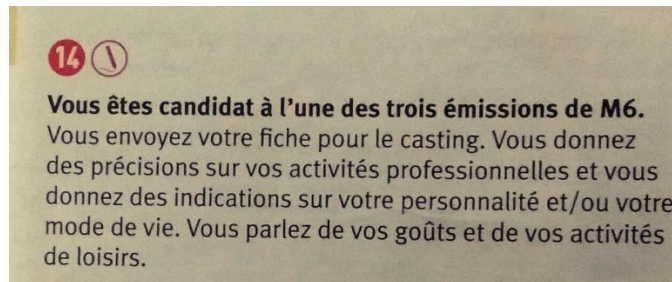 14
Vous êtes candidat à l'une des trois émissions de M6.
Vous envoyez votre fiche pour le casting. Vous donnez
des précisions sur vos activités professionnelles et vous
donnez des indications sur votre personnalité et/ou votre
mode de vie. Vous parlez de vos goûts et de vos activités
de loisirs.